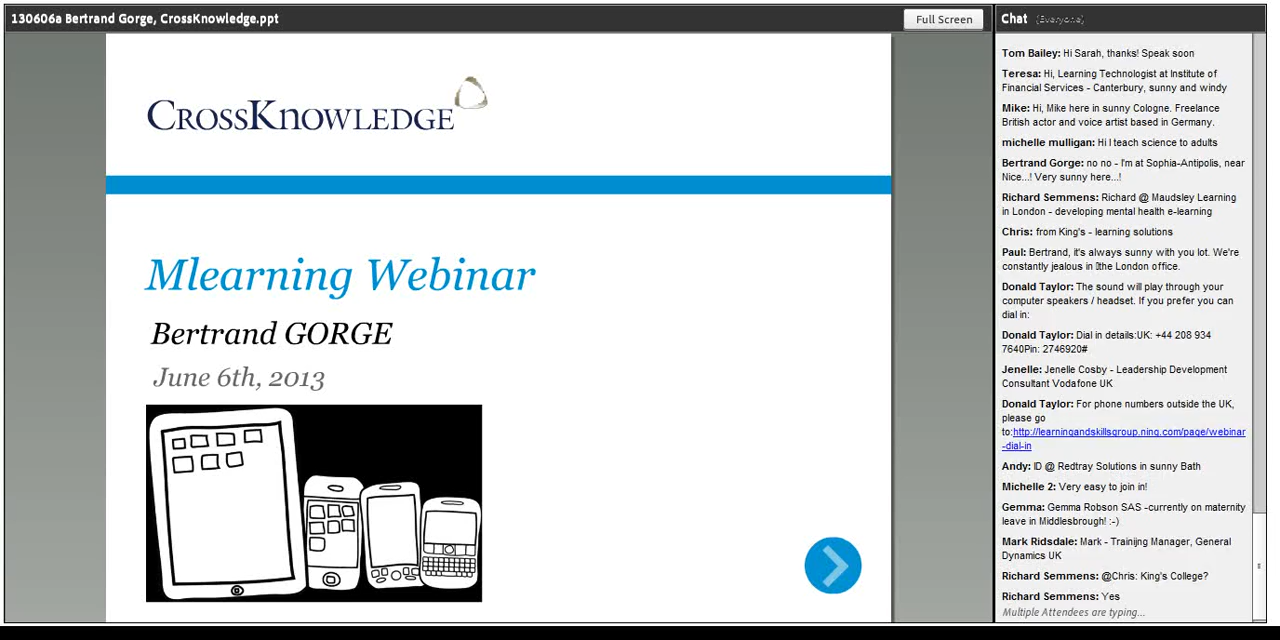 130606a Bertrand Gorge, CrossKnowledge.ppt
Full Screen
CROSSKNOWLEDGE
Mlearning Webinar
Bertrand GORGE
June 6th, 2013
Chat (Everyone)
Tom Bailey: Hi Sarah, thanks! Speak soon
Teresa: Hi, Learning Technologist at Institute of
Financial Services - Canterbury, sunny and windy
Mike: Hi, Mike here in sunny Cologne. Freelance
British actor and voice artist based in Germany.
michelle mulligan: Hi I teach science to adults
Bertrand Gorge: no no - I'm at Sophia-Antipolis, near
Nice...! Very sunny here...!
Richard Semmens: Richard @ Maudsley Learning
in London - developing mental health e-learning
Chris: from King's - learning solutions
Paul: Bertrand, it's always sunny with you lot. We're
constantly jealous in the London office.
Donald Taylor: The sound will play through your
computer speakers / headset. If you prefer you can
dial in:
Donald Taylor: Dial in details:UK: +44 208 934
7640Pin: 2746920#
Jenelle: Jenelle Cosby - Leadership Development
Consultant Vodafone UK
Donald Taylor: For phone numbers outside the UK,
please go
to:http://learningandskillsgroup.ning.com/page/webinar
-dial-in
Andy: ID @ Redtray Solutions in sunny Bath
Michelle 2: Very easy to join in!
Gemma: Gemma Robson SAS -currently on maternity
leave in Middlesbrough! :-)
Mark Ridsdale: Mark - Trainijng Manager, General
Dynamics UK
Richard Semmens: @Chris: King's College?
Richard Semmens: Yes
Multiple Attendees are typing...